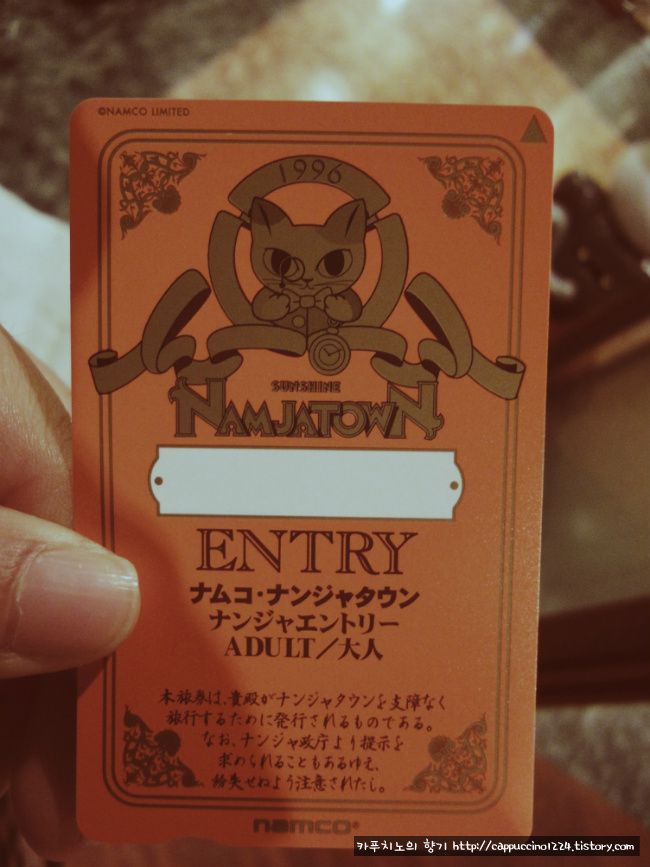 ©NAMCO LIMITED
1996
SUNSHINE
NAMJATOWN
ENTRY
ナムコ・ナンジャタウン
ナンジャエントリー
ADULT／大人
本旅券は、貴殿がナンジャタウンを支障なく
旅行するために発行されるものである。
なお、ナンジャ政庁より提示を
求められることもあるゆえ、
紛失せねよう注意されたし。
namco®
카푸치노의 향기 http://cappuccino1224.tistory.com